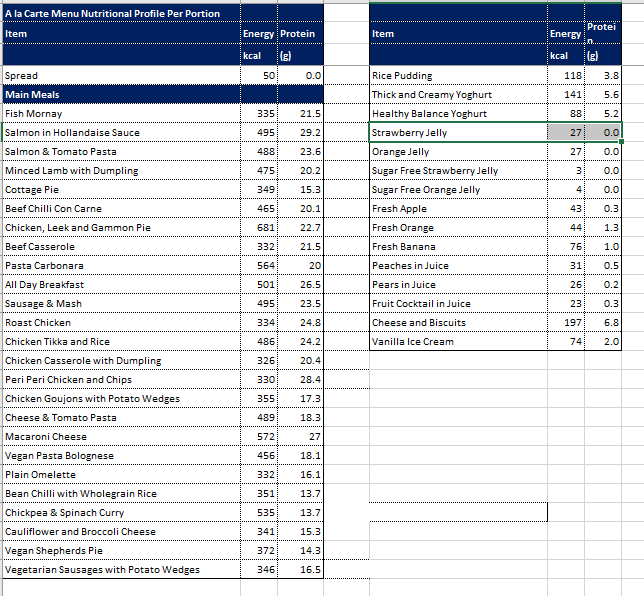 A la Carte Menu Nutritional Profile Per Portion
Item Energy Protein
kcal (g)
Spread 50 0.0
Main Meals
Fish Mornay 335 21.5
Salmon in Hollandaise Sauce 495 29.2
Salmon & Tomato Pasta 488 23.6
Minced Lamb with Dumpling 475 20.2
Cottage Pie 349 15.3
Beef Chilli Con Carne 465 20.1
Chicken, Leek and Gammon Pie 681 22.7
Beef Casserole 332 21.5
Pasta Carbonara 564 20
All Day Breakfast 501 26.5
Sausage & Mash 495 23.5
Roast Chicken 334 24.8
Chicken Tikka and Rice 486 24.2
Chicken Casserole with Dumpling 326 20.4
Peri Peri Chicken and Chips 330 28.4
Chicken Goujons with Potato Wedges 355 17.3
Cheese & Tomato Pasta 489 18.3
Macaroni Cheese 572 27
Vegan Pasta Bolognese 456 18.1
Plain Omelette 332 16.1
Bean Chilli with Wholegrain Rice 351 13.7
Chickpea & Spinach Curry 535 13.7
Cauliflower and Broccoli Cheese 341 15.3
Vegan Shepherds Pie 372 14.3
Vegetarian Sausages with Potato Wedges 346 16.5
Item Energy Protei
n
kcal (g)
Rice Pudding 118 3.8
Thick and Creamy Yoghurt 141 5.6
Healthy Balance Yoghurt 88 5.2
Strawberry Jelly 27 0.0
Orange Jelly 27 0.0
Sugar Free Strawberry Jelly 3 0.0
Sugar Free Orange Jelly 4 0.0
Fresh Apple 43 0.3
Fresh Orange 44 1.3
Fresh Banana 76 1.0
Peaches in Juice 31 0.5
Pears in Juice 26 0.2
Fruit Cocktail in Juice 23 0.3
Cheese and Biscuits 197 6.8
Vanilla Ice Cream 74 2.0